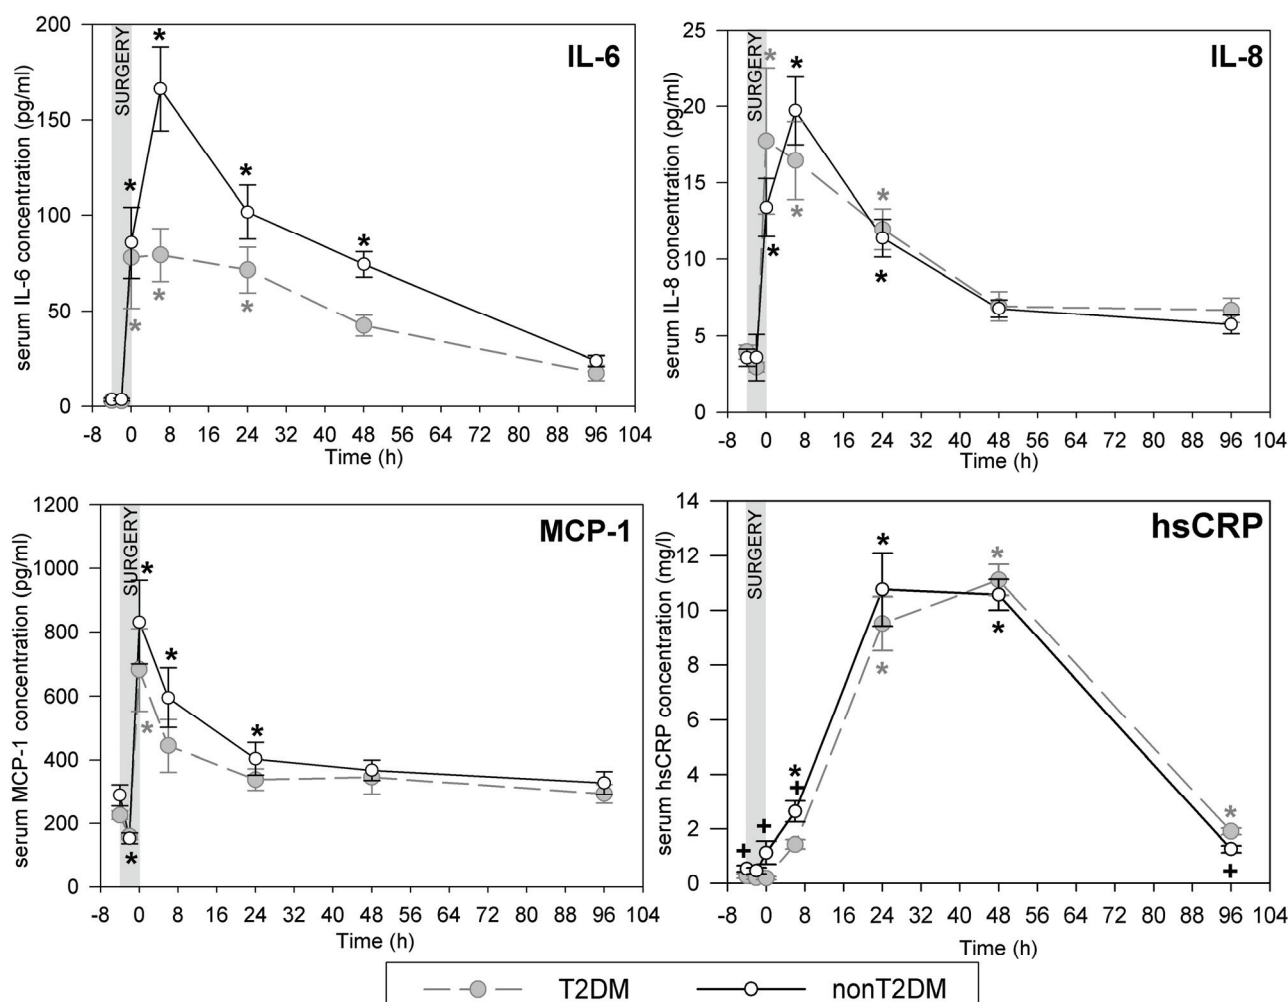 IL-6
SURGERY
serum IL-6 concentration (pg/ml)
200
150
100
50
0
-8 0 8 16 24 32 40 48 56 64 72 80 88 96 104
Time (h)
* * * * *
* * *
IL-8
SURGERY
serum IL-8 concentration (pg/ml)
25
20
15
10
5
0
-8 0 8 16 24 32 40 48 56 64 72 80 88 96 104
Time (h)
* * *
* * *
MCP-1
SURGERY
serum MCP-1 concentration (pg/ml)
1200
1000
800
600
400
200
0
-8 0 8 16 24 32 40 48 56 64 72 80 88 96 104
Time (h)
* * *
* *
hsCRP
SURGERY
serum hsCRP concentration (mg/l)
14
12
10
8
6
4
2
0
-8 0 8 16 24 32 40 48 56 64 72 80 88 96 104
Time (h)
+ + * + * * * * * +
T2DM nonT2DM